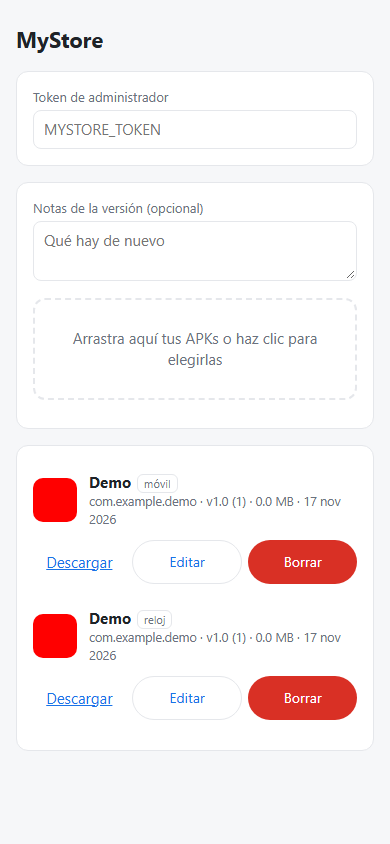 MyStore
Token de administrador
MYSTORE_TOKEN
Notas de la versión (opcional)
Qué hay de nuevo
Arrastra aquí tus APKs o haz clic para
elegirlas
Demo móvil
com.example.demo · v1.0 (1) · 0.0 MB · 17 nov
2026
Descargar Editar Borrar
Demo reloj
com.example.demo · v1.0 (1) · 0.0 MB · 17 nov
2026
Descargar Editar Borrar